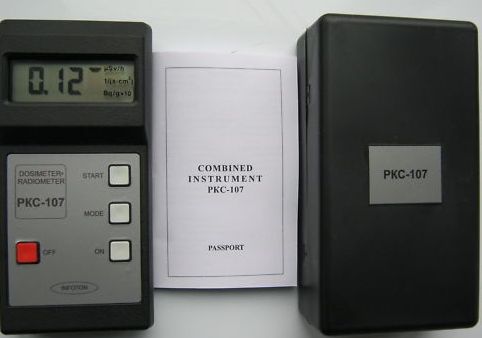 0.12
µSv/h
1/(s·cm²)
Bq/g×10
DOSIMETER-
RADIOMETER
PKC-107
START
MODE
OFF
ON
INFOTON
COMBINED
INSTRUMENT
PKC-107
PASSPORT
PKC-107